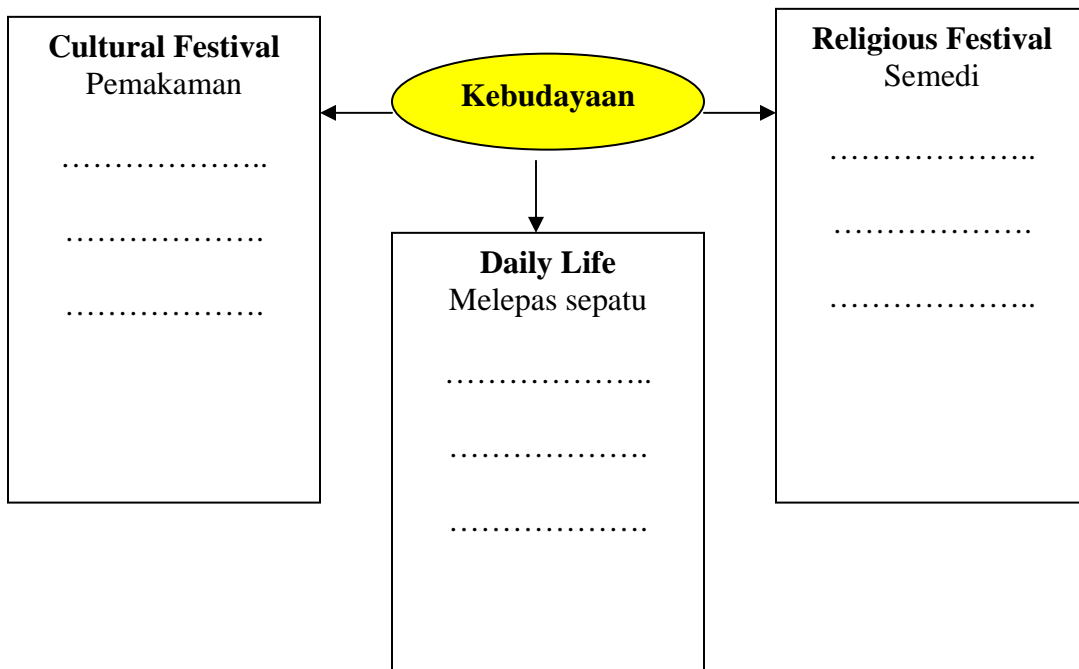 Cultural Festival
Pemakaman
………………..
……………….
……………….
Kebudayaan
Daily Life
Melepas sepatu
………………..
……………….
……………….
Religious Festival
Semedi
………………..
……………….
………………..